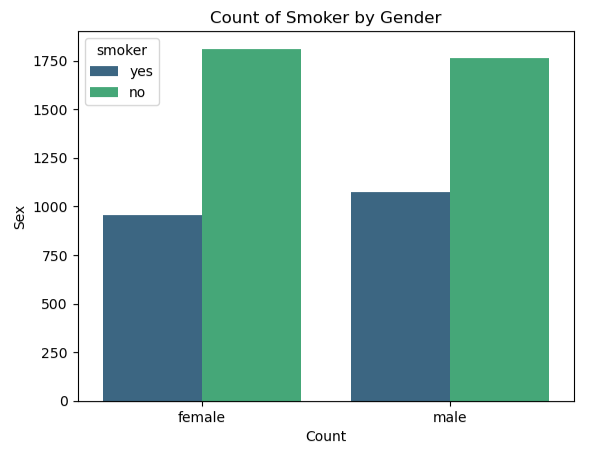 Count of Smoker by Gender
smoker
yes
no
1750
1500
1250
1000
750
500
250
0
Sex
female
male
Count